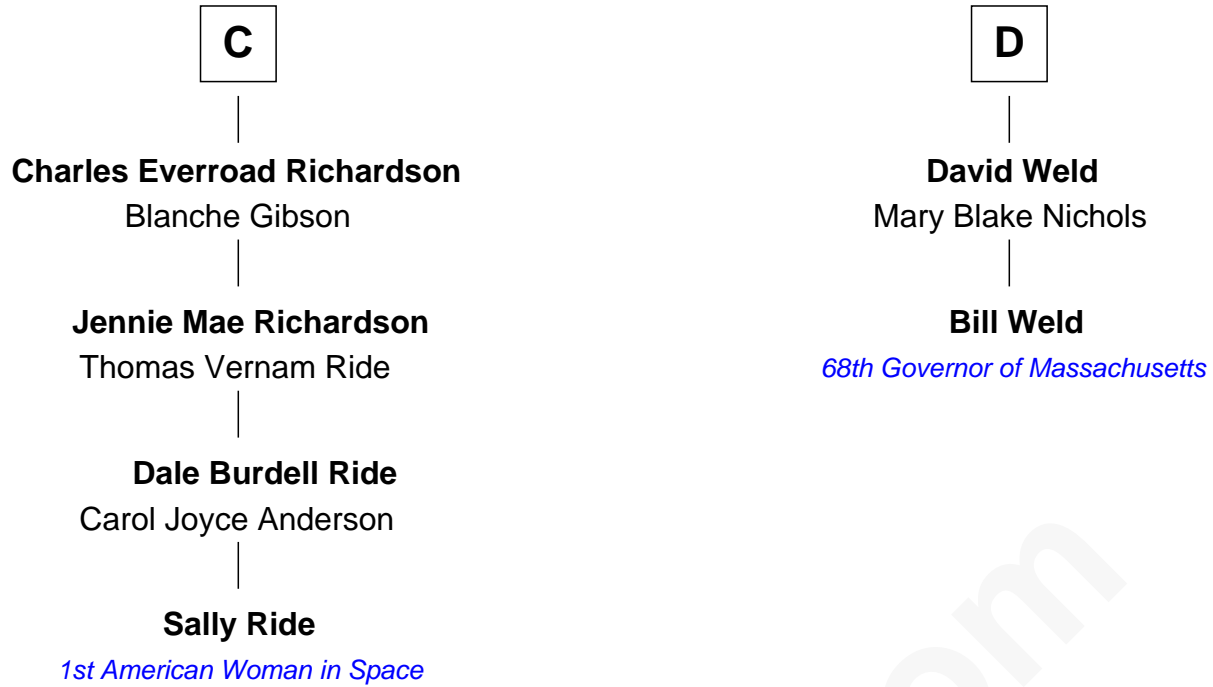 C
Charles Everroad Richardson
Blanche Gibson
Jennie Mae Richardson
Thomas Vernam Ride
Dale Burdell Ride
Carol Joyce Anderson
Sally Ride
1st American Woman in Space
D
David Weld
Mary Blake Nichols
Bill Weld
68th Governor of Massachusetts
om